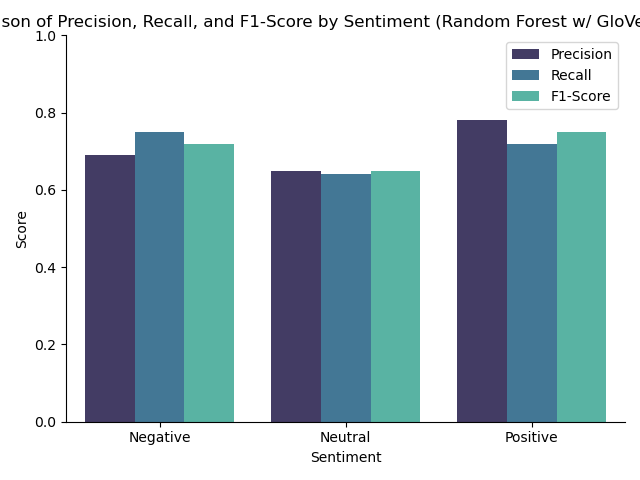 son of Precision, Recall, and F1-Score by Sentiment (Random Forest w/ GloVe
1.0
0.8
0.6
0.4
0.2
0.0
Score
Precision
Recall
F1-Score
Negative
Neutral
Positive
Sentiment